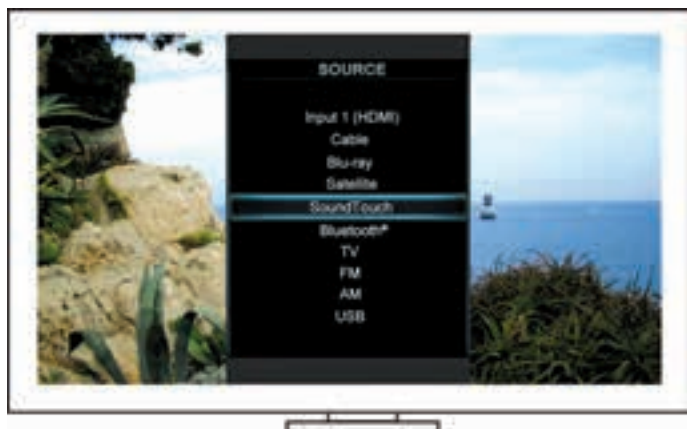 SOURCE
Input 1 (HDMI)
Cable
Blu-ray
Satellite
SoundTouch
Bluetooth®
TV
FM
AM
USB